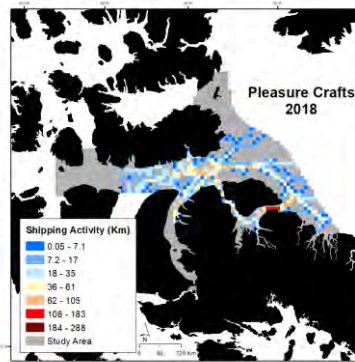 Pleasure Crafts
2018
Shipping Activity (Km)
0.05 - 7.1
7.2 - 17
18 - 35
36 - 61
62 - 105
106 - 183
184 - 288
Study Area
N